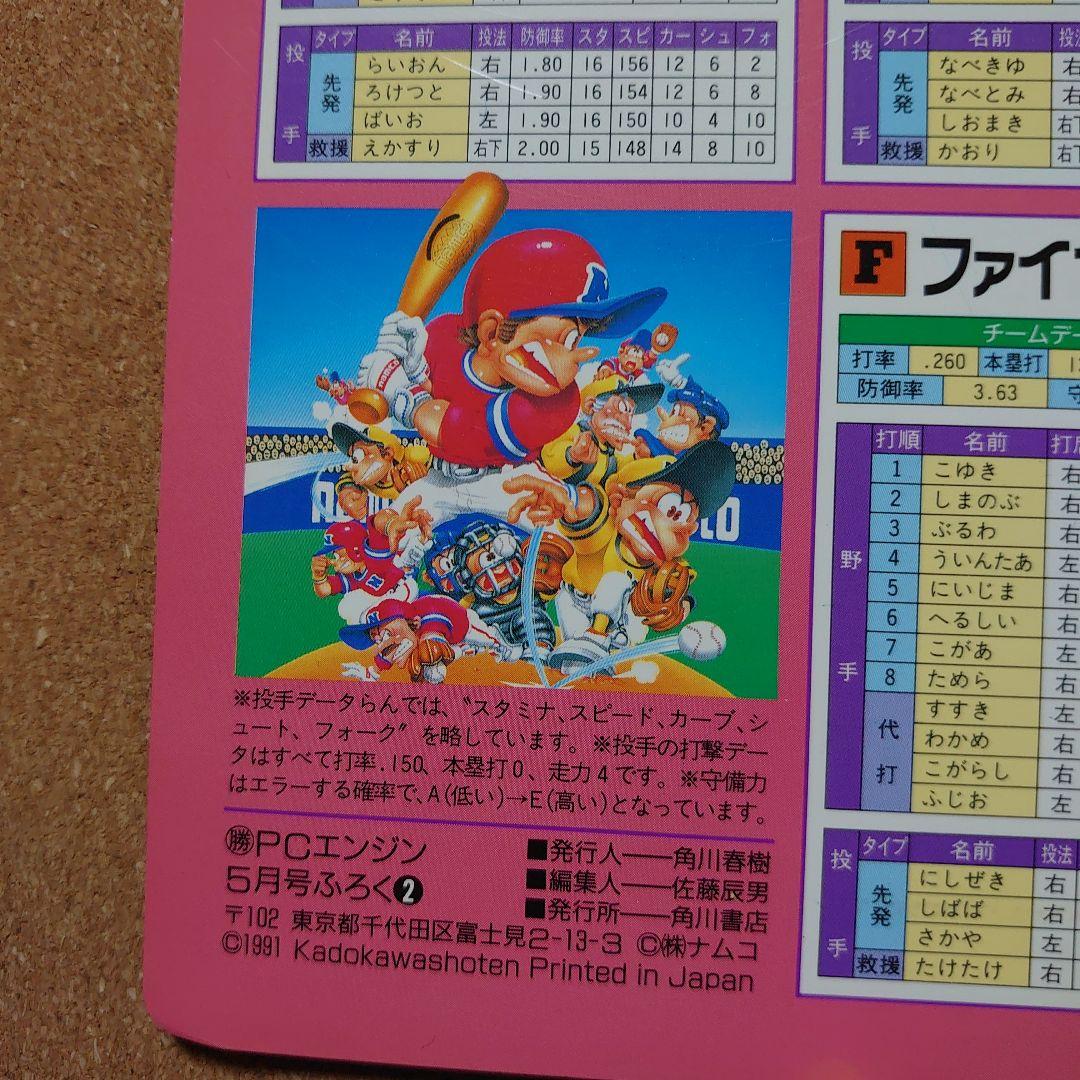 投手 タイプ 名前 投法 防御率 スタ スピ カー シュ フォ
先発 らいおん 右 1.80 16 156 12 6 2
ろけつと 右 1.90 16 154 12 6 8
ばいお 左 1.90 16 150 10 4 10
救援 えかすり 右下 2.00 15 148 14 8 10
投手 タイプ 名前 投法
先発 なべきゆ 右
なべとみ 右
しおまき 右下
救援 かおり 右下
N
NAMCO
N
N
F ファイ
チームデー
打率 .260 本塁打
防御率 3.63 守
野手 打順 名前 打
1 こゆき 右
2 しまのぶ 右
3 ぶるわ 右
4 ういんたあ 左
5 にいじま 右
6 へるしい 右
7 こがあ 左
8 ためら 右
代打 すすき 左
わかめ 右
こがらし 右
ふじお 左
投手 タイプ 名前 投法
先発 にしぜき 右
しばば 右
さかや 左
救援 たけたけ 右
※投手データらんでは、〝スタミナ、スピード、カーブ、シ
ュート、フォーク〟を略しています。※投手の打撃デー
タはすべて打率.150、本塁打0、走力4です。※守備力
はエラーする確率で、A(低い)→E(高い)となっています。
㊝PCエンジン
5月号ふろく❷
■発行人——角川春樹
■編集人——佐藤辰男
■発行所——角川書店
〒102 東京都千代田区富士見2-13-3 ©㈱ナムコ
©1991 Kadokawashoten Printed in Japan